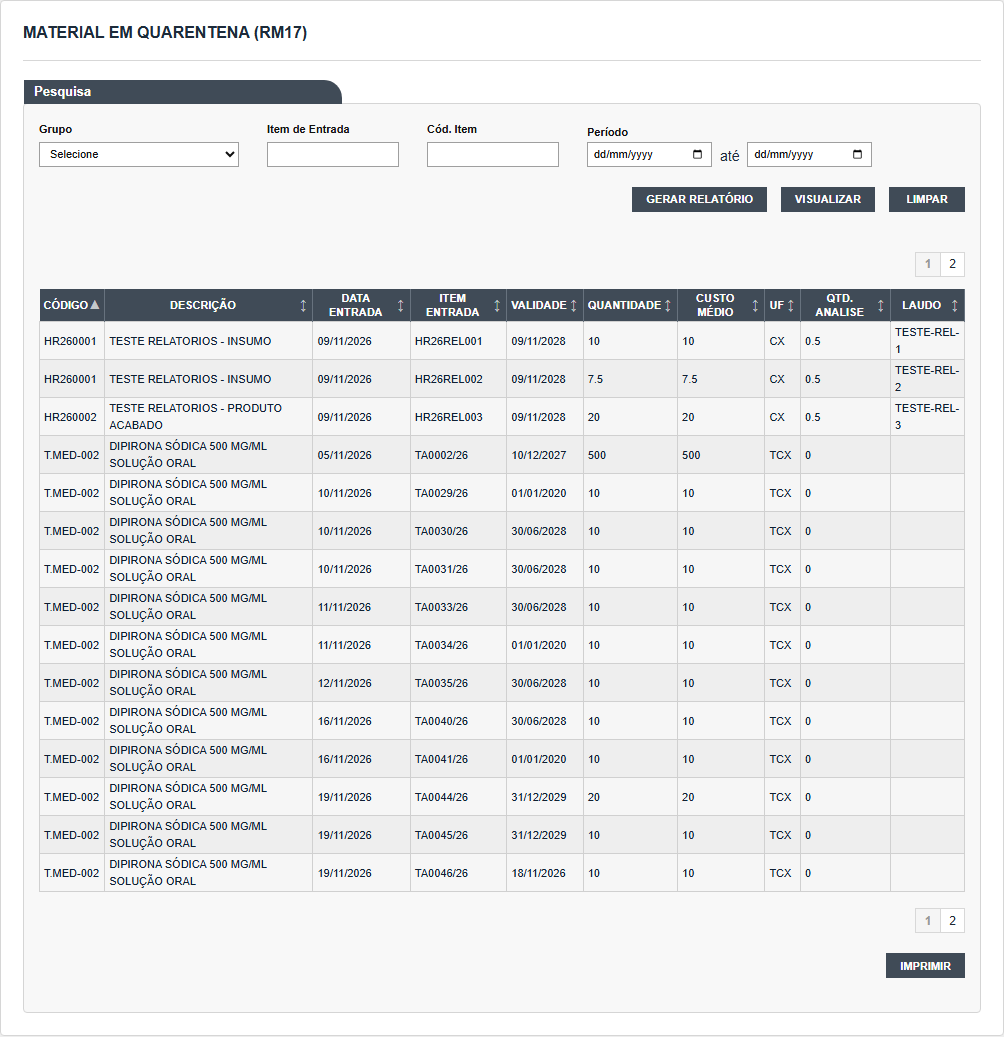 MATERIAL EM QUARENTENA (RM17)
Pesquisa
Grupo Item de Entrada Cód. Item Período
Selecione dd/mm/yyyy até dd/mm/yyyy
GERAR RELATÓRIO VISUALIZAR LIMPAR
1 2
CÓDIGO DESCRIÇÃO DATA ENTRADA ITEM ENTRADA VALIDADE QUANTIDADE CUSTO MÉDIO UF QTD. ANALISE LAUDO
HR260001 TESTE RELATORIOS - INSUMO 09/11/2026 HR26REL001 09/11/2028 10 10 CX 0.5 TESTE-REL-1
HR260001 TESTE RELATORIOS - INSUMO 09/11/2026 HR26REL002 09/11/2028 7.5 7.5 CX 0.5 TESTE-REL-2
HR260002 TESTE RELATORIOS - PRODUTO ACABADO 09/11/2026 HR26REL003 09/11/2028 20 20 CX 0.5 TESTE-REL-3
T.MED-002 DIPIRONA SÓDICA 500 MG/ML SOLUÇÃO ORAL 05/11/2026 TA0002/26 10/12/2027 500 500 TCX 0
T.MED-002 DIPIRONA SÓDICA 500 MG/ML SOLUÇÃO ORAL 10/11/2026 TA0029/26 01/01/2020 10 10 TCX 0
T.MED-002 DIPIRONA SÓDICA 500 MG/ML SOLUÇÃO ORAL 10/11/2026 TA0030/26 30/06/2028 10 10 TCX 0
T.MED-002 DIPIRONA SÓDICA 500 MG/ML SOLUÇÃO ORAL 10/11/2026 TA0031/26 30/06/2028 10 10 TCX 0
T.MED-002 DIPIRONA SÓDICA 500 MG/ML SOLUÇÃO ORAL 11/11/2026 TA0033/26 30/06/2028 10 10 TCX 0
T.MED-002 DIPIRONA SÓDICA 500 MG/ML SOLUÇÃO ORAL 11/11/2026 TA0034/26 01/01/2020 10 10 TCX 0
T.MED-002 DIPIRONA SÓDICA 500 MG/ML SOLUÇÃO ORAL 12/11/2026 TA0035/26 30/06/2028 10 10 TCX 0
T.MED-002 DIPIRONA SÓDICA 500 MG/ML SOLUÇÃO ORAL 16/11/2026 TA0040/26 30/06/2028 10 10 TCX 0
T.MED-002 DIPIRONA SÓDICA 500 MG/ML SOLUÇÃO ORAL 16/11/2026 TA0041/26 01/01/2020 10 10 TCX 0
T.MED-002 DIPIRONA SÓDICA 500 MG/ML SOLUÇÃO ORAL 19/11/2026 TA0044/26 31/12/2029 20 20 TCX 0
T.MED-002 DIPIRONA SÓDICA 500 MG/ML SOLUÇÃO ORAL 19/11/2026 TA0045/26 31/12/2029 10 10 TCX 0
T.MED-002 DIPIRONA SÓDICA 500 MG/ML SOLUÇÃO ORAL 19/11/2026 TA0046/26 18/11/2026 10 10 TCX 0
1 2
IMPRIMIR